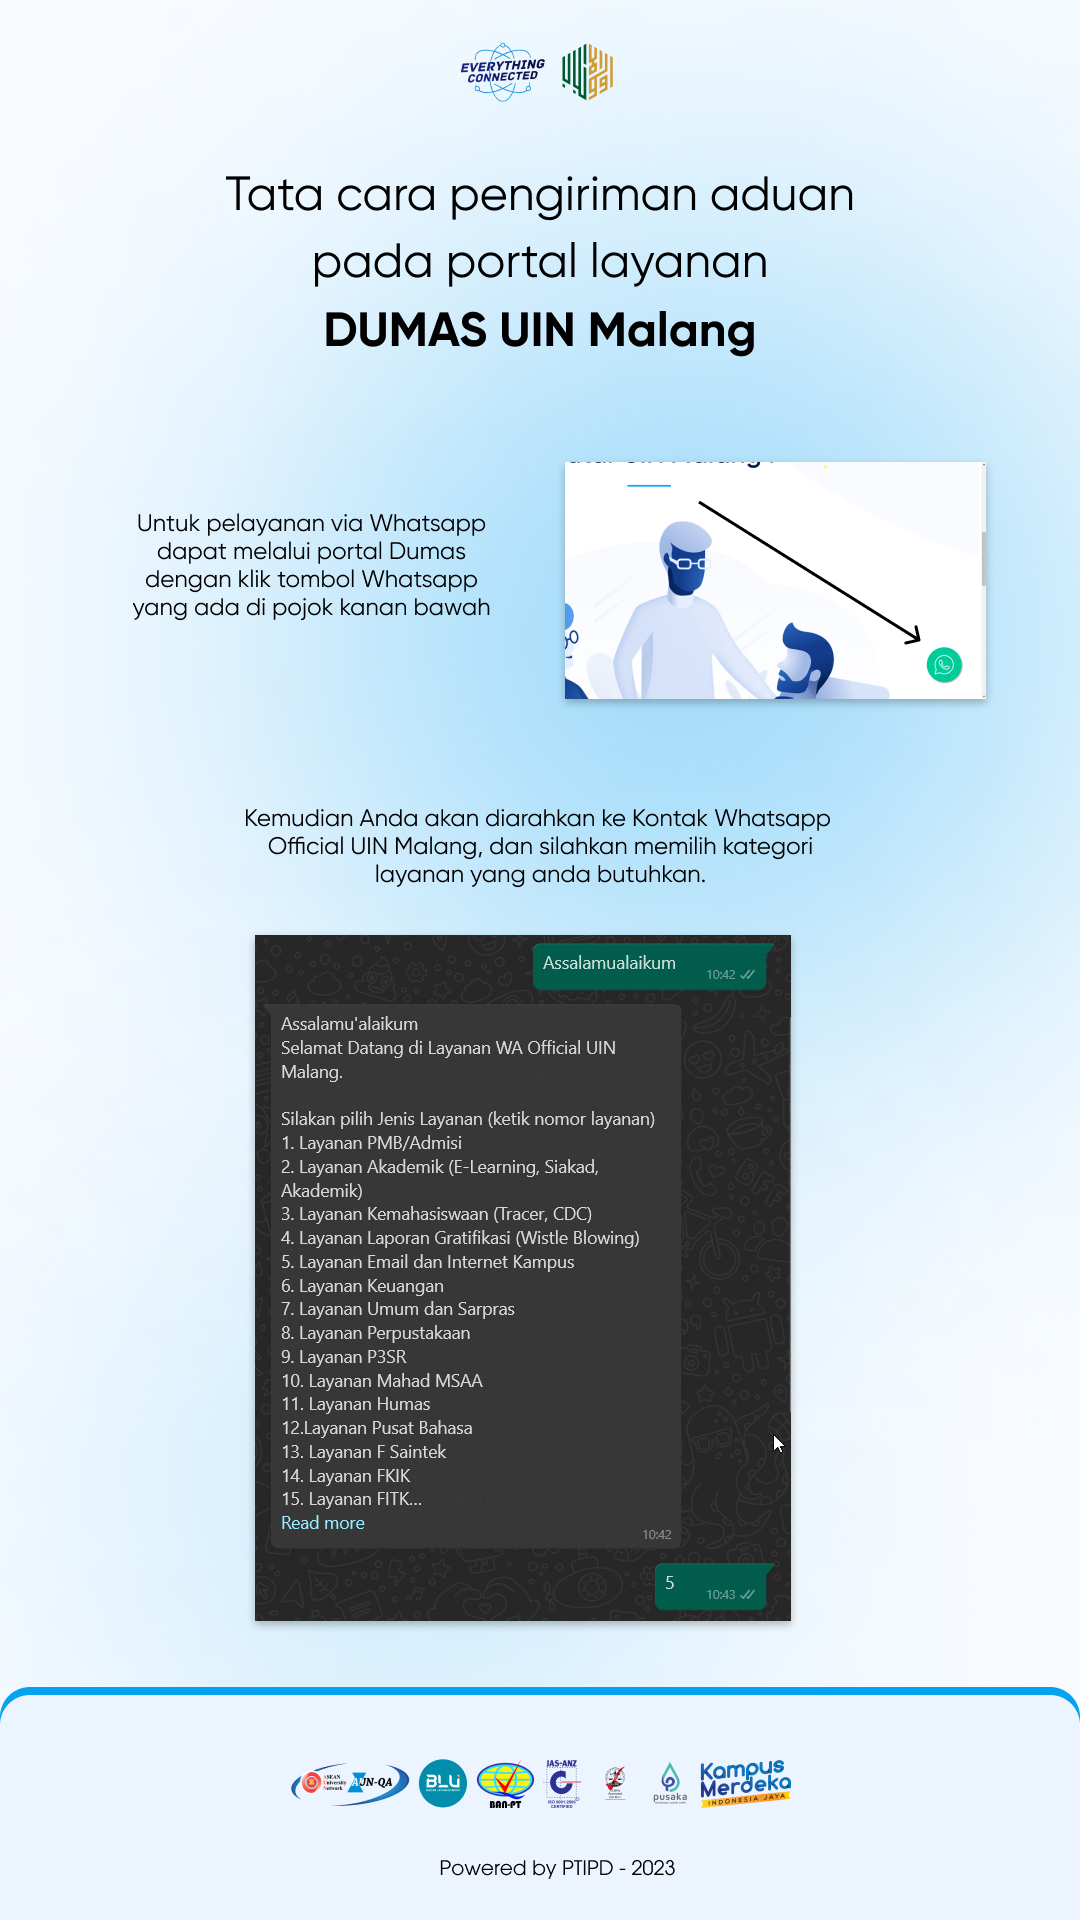 EVERYTHING
CONNECTED
Tata cara pengiriman aduan
pada portal layanan
DUMAS UIN Malang
Untuk pelayanan via Whatsapp
dapat melalui portal Dumas
dengan klik tombol Whatsapp
yang ada di pojok kanan bawah
Kemudian Anda akan diarahkan ke Kontak Whatsapp
Official UIN Malang, dan silahkan memilih kategori
layanan yang anda butuhkan.
Assalamualaikum
10:42
Assalamu'alaikum
Selamat Datang di Layanan WA Official UIN
Malang.
Silakan pilih Jenis Layanan (ketik nomor layanan)
1. Layanan PMB/Admisi
2. Layanan Akademik (E-Learning, Siakad,
Akademik)
3. Layanan Kemahasiswaan (Tracer, CDC)
4. Layanan Laporan Gratifikasi (Wistle Blowing)
5. Layanan Email dan Internet Kampus
6. Layanan Keuangan
7. Layanan Umum dan Sarpras
8. Layanan Perpustakaan
9. Layanan P3SR
10. Layanan Mahad MSAA
11. Layanan Humas
12.Layanan Pusat Bahasa
13. Layanan F Saintek
14. Layanan FKIK
15. Layanan FITK...
Read more
10:42
5
10:43
ASEAN
University
Network
AUN-QA
BLU
BAN-PT
JAS-ANZ
ISO 9001:2008
CERTIFIED
pusaka
Kampus
Merdeka
INDONESIA JAYA
Powered by PTIPD - 2023